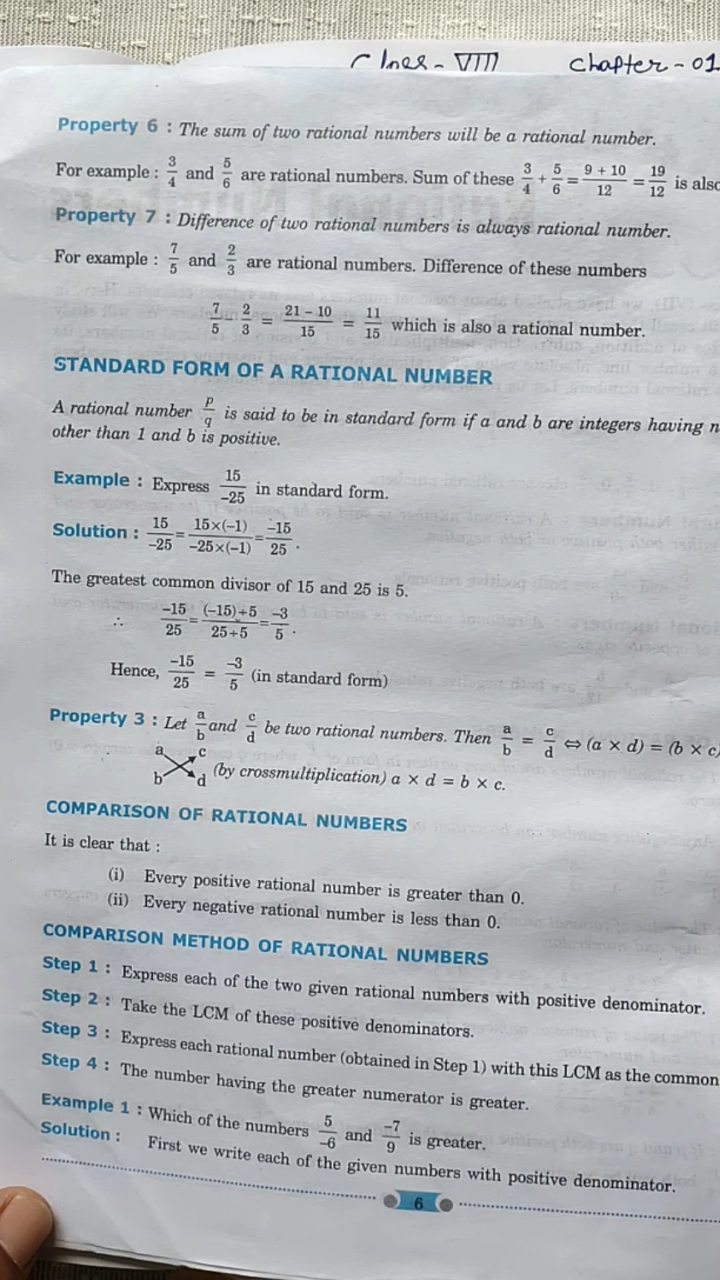 Class - VIII Chapter - 01
Property 6 : The sum of two rational numbers will be a rational number.
For example : 3/4 and 5/6 are rational numbers. Sum of these 3/4 + 5/6 = 9 + 10/12 = 19/12 is also
Property 7 : Difference of two rational numbers is always rational number.
For example : 7/5 and 2/3 are rational numbers. Difference of these numbers
7/5 - 2/3 = 21 – 10/15 = 11/15 which is also a rational number.
STANDARD FORM OF A RATIONAL NUMBER
A rational number p/q is said to be in standard form if a and b are integers having
other than 1 and b is positive.
Example : Express 15/–25 in standard form.
Solution : 15/–25 = 15×(–1)/–25×(–1) = –15/25 .
The greatest common divisor of 15 and 25 is 5.
∴ –15/25 = (–15)÷5/25÷5 = –3/5 .
Hence, –15/25 = –3/5 (in standard form)
Property 3 : Let a/b and c/d be two rational numbers. Then a/b = c/d ⇔ (a × d) = (b × c)
a c
b d (by crossmultiplication) a × d = b × c.
COMPARISON OF RATIONAL NUMBERS
It is clear that :
(i) Every positive rational number is greater than 0.
(ii) Every negative rational number is less than 0.
COMPARISON METHOD OF RATIONAL NUMBERS
Step 1 : Express each of the two given rational numbers with positive denominator.
Step 2 : Take the LCM of these positive denominators.
Step 3 : Express each rational number (obtained in Step 1) with this LCM as the common
Step 4 : The number having the greater numerator is greater.
Example 1 : Which of the numbers 5/–6 and –7/9 is greater.
Solution : First we write each of the given numbers with positive denominator.
6